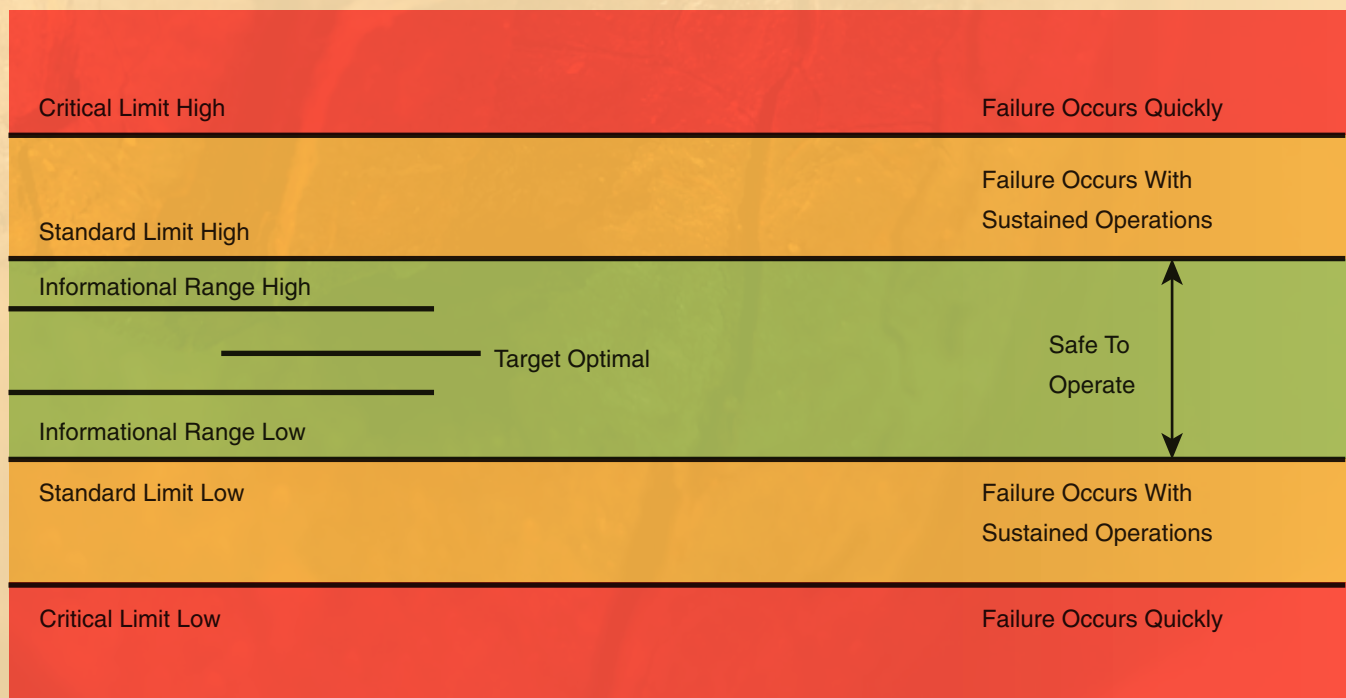 Critical Limit High
Failure Occurs Quickly
Failure Occurs With
Sustained Operations
Standard Limit High
Informational Range High
Target Optimal
Safe To
Operate
Informational Range Low
Standard Limit Low
Failure Occurs With
Sustained Operations
Critical Limit Low
Failure Occurs Quickly